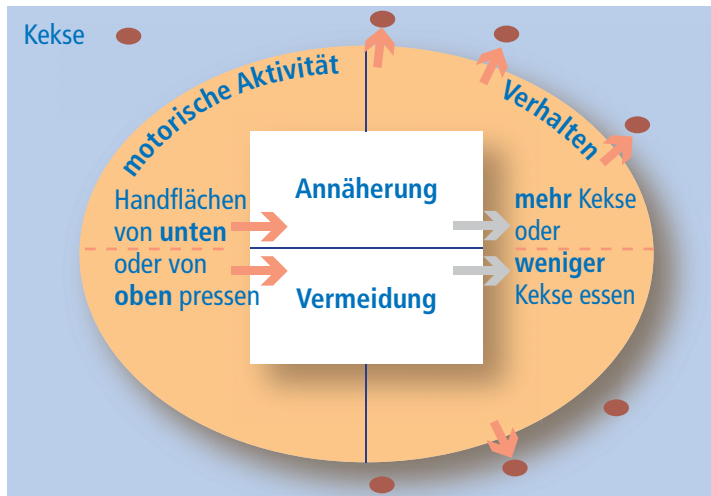 Kekse
motorische Aktivität
Verhalten
Handflächen
von unten
oder von
oben pressen
Annäherung
Vermeidung
mehr Kekse
oder
weniger
Kekse essen